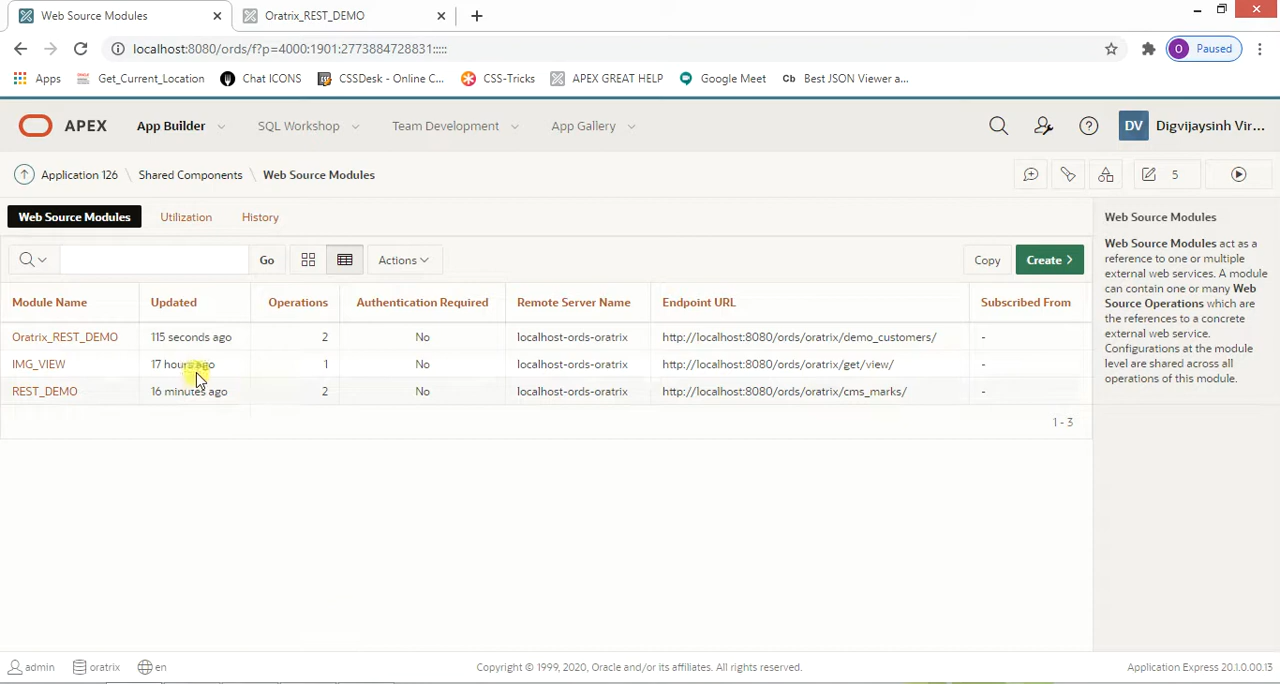 Web Source Modules
Oratrix_REST_DEMO
localhost:8080/ords/f?p=4000:1901:2773884728831:::::
Paused
Apps
Get_Current_Location
Chat ICONS
CSSDesk - Online C...
CSS-Tricks
APEX GREAT HELP
Google Meet
Cb Best JSON Viewer a...
APEX
App Builder
SQL Workshop
Team Development
App Gallery
DV Digvijaysinh Vir...
Application 126 / Shared Components / Web Source Modules
5
Web Source Modules
Utilization
History
Go
Actions
Copy
Create
Module Name Updated Operations Authentication Required Remote Server Name Endpoint URL Subscribed From
Oratrix_REST_DEMO 115 seconds ago 2 No localhost-ords-oratrix http://localhost:8080/ords/oratrix/demo_customers/ -
IMG_VIEW 17 hours ago 1 No localhost-ords-oratrix http://localhost:8080/ords/oratrix/get/view/ -
REST_DEMO 16 minutes ago 2 No localhost-ords-oratrix http://localhost:8080/ords/oratrix/cms_marks/ -
1 - 3
Web Source Modules
Web Source Modules act as a
reference to one or multiple
external web services. A module
can contain one or many Web
Source Operations which are
the references to a concrete
external web service.
Configurations at the module
level are shared across all
operations of this module.
admin
oratrix
en
Copyright © 1999, 2020, Oracle and/or its affiliates. All rights reserved.
Application Express 20.1.0.00.13